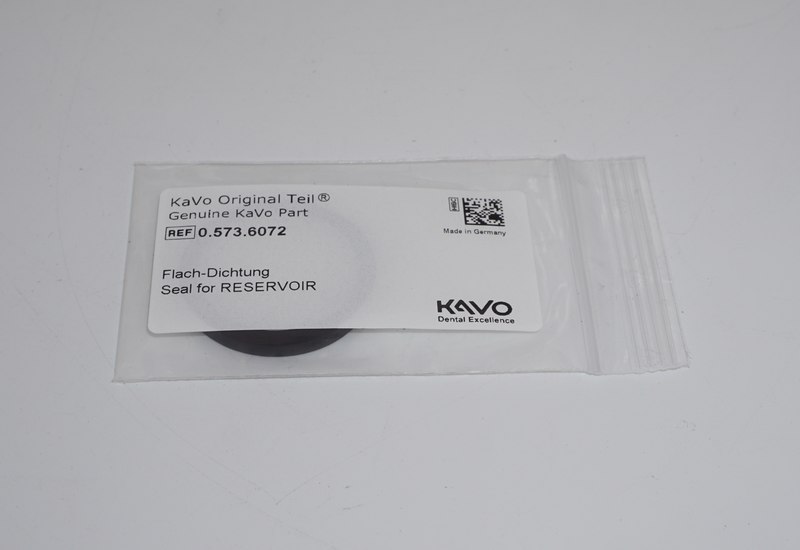 KaVo Original Teil®
Genuine KaVo Part
REF 0.573.6072
HIBC
Made in Germany
Flach-Dichtung
Seal for RESERVOIR
KAVO
Dental Excellence